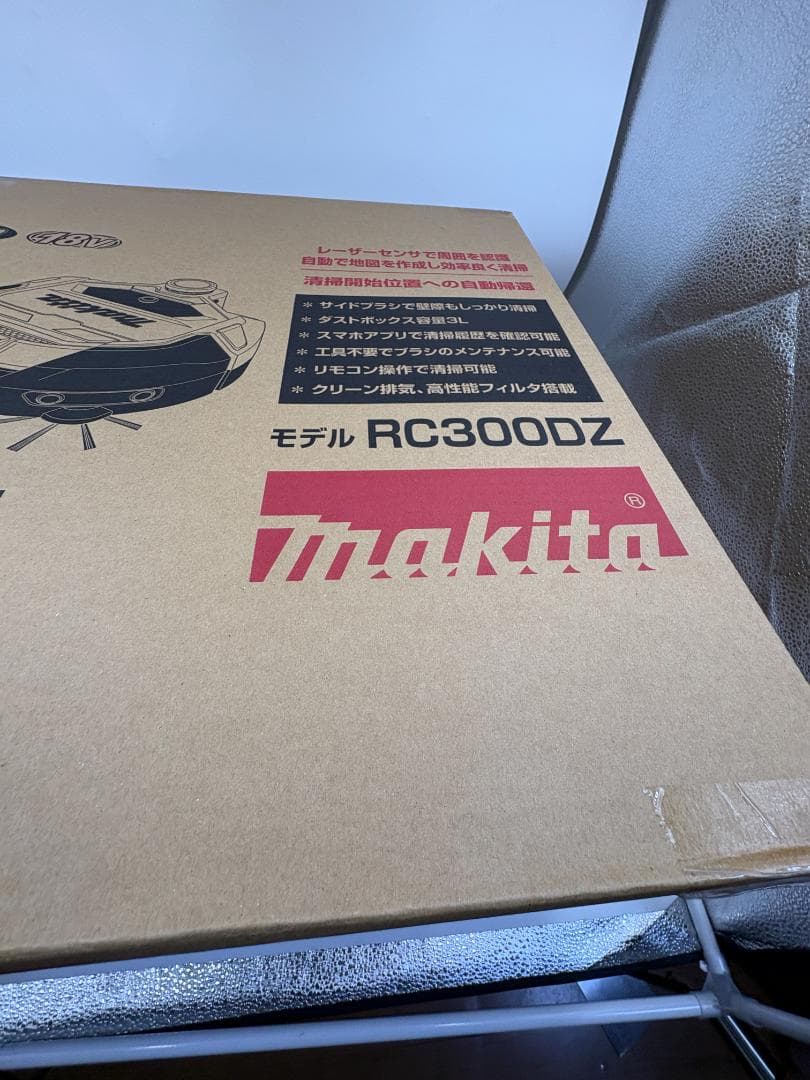 18V
レーザーセンサで周囲を認識
自動で地図を作成し効率良く清掃
清掃開始位置への自動帰還
makita
* サイドブラシで壁際もしっかり清掃
* ダストボックス容量3L
* スマホアプリで清掃履歴を確認可能
* 工具不要でブラシのメンテナンス可能
* リモコン操作で清掃可能
* クリーン排気、高性能フィルタ搭載
モデル RC300DZ
makita®